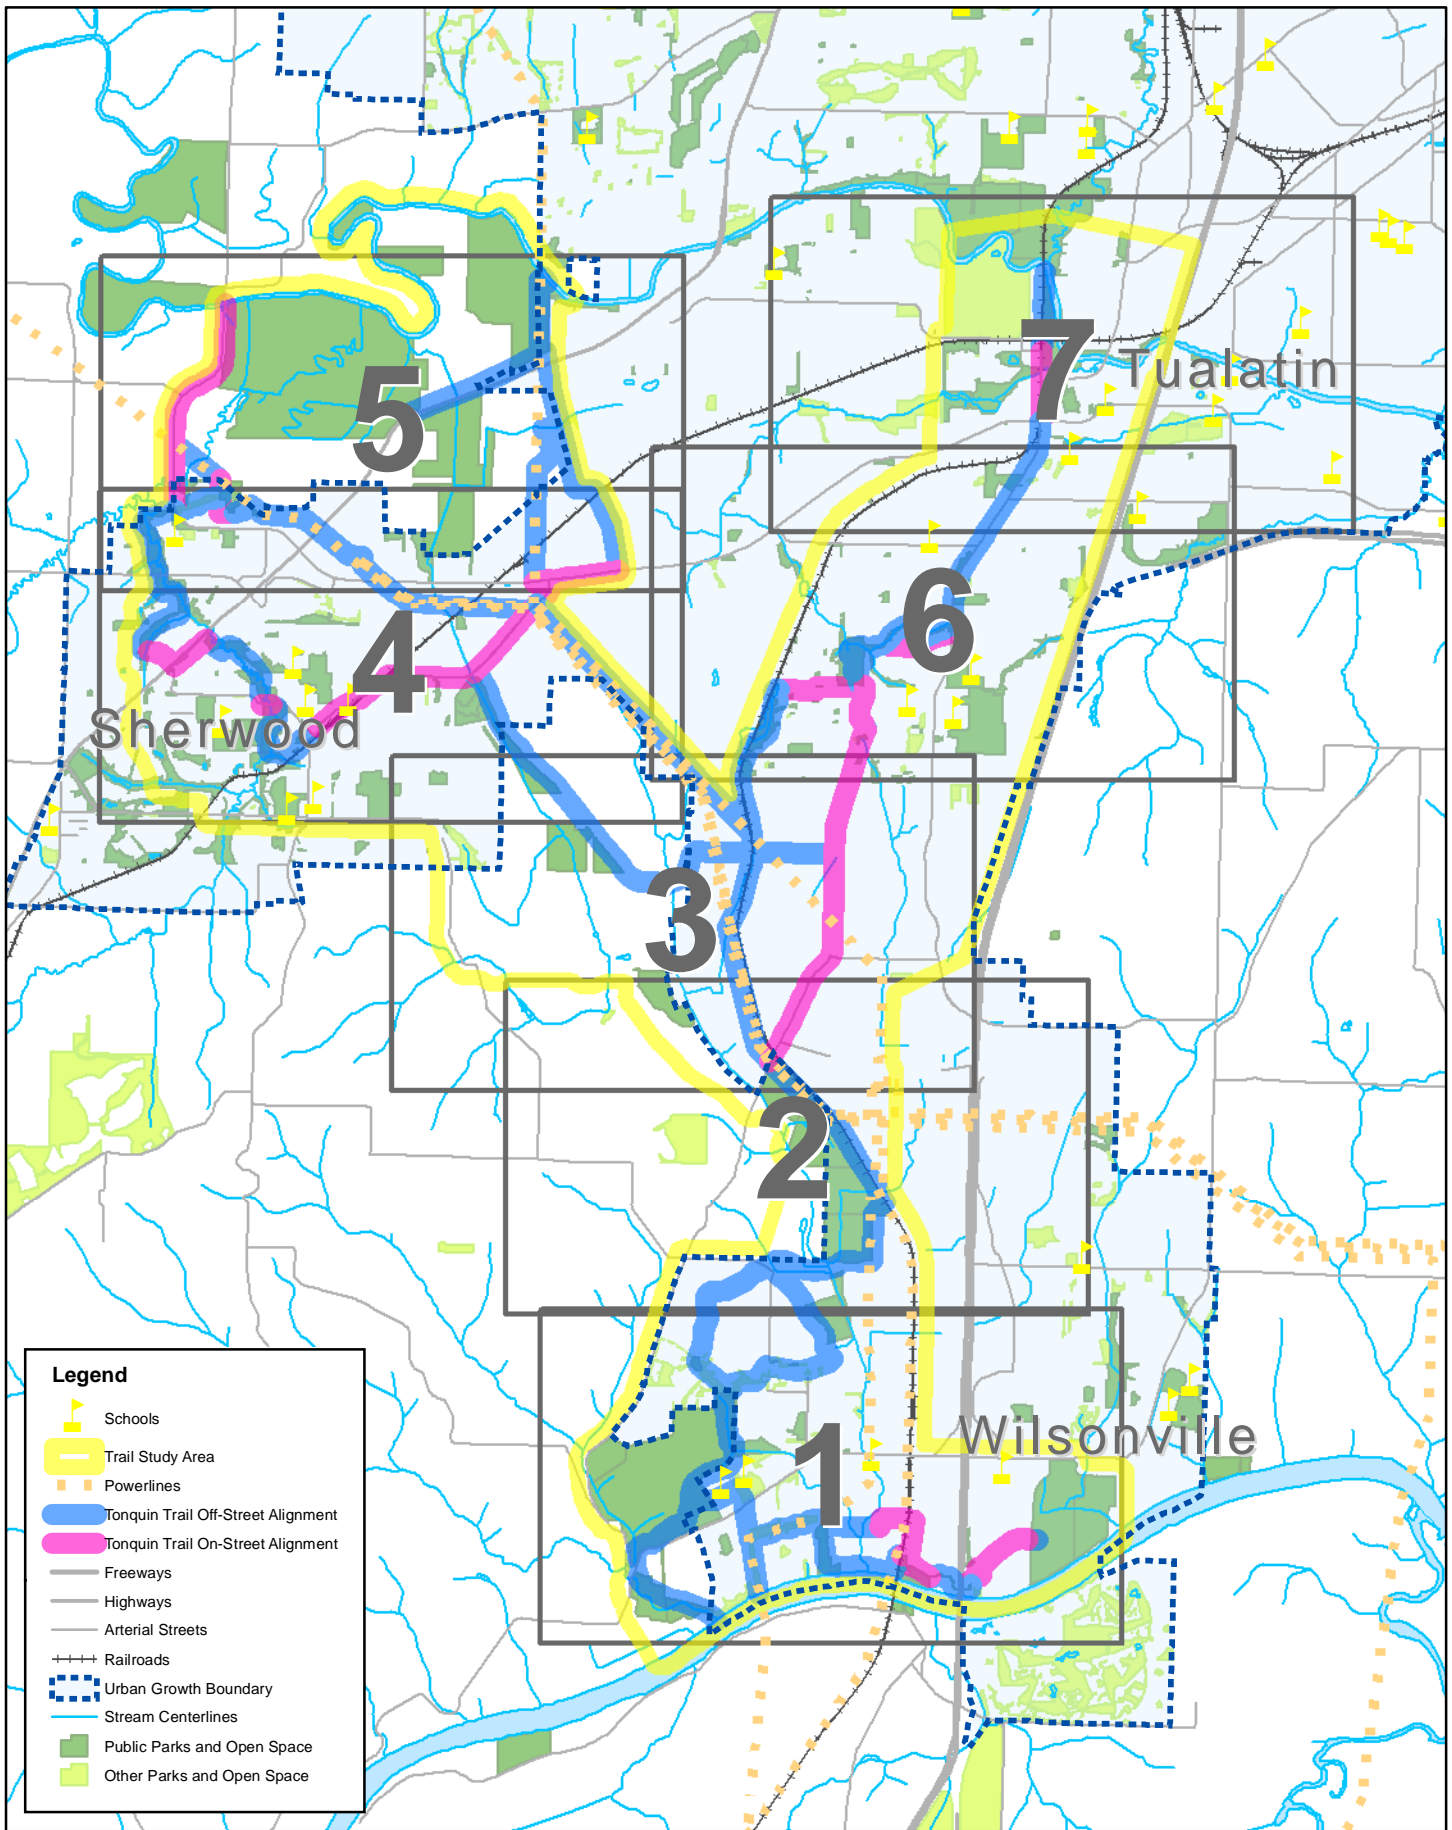 5
7
Tualatin
6
4
Sherwood
3
2
1
Wilsonville
Legend
Schools
Trail Study Area
Powerlines
Tonquin Trail Off-Street Alignment
Tonquin Trail On-Street Alignment
Freeways
Highways
Arterial Streets
Railroads
Urban Growth Boundary
Stream Centerlines
Public Parks and Open Space
Other Parks and Open Space